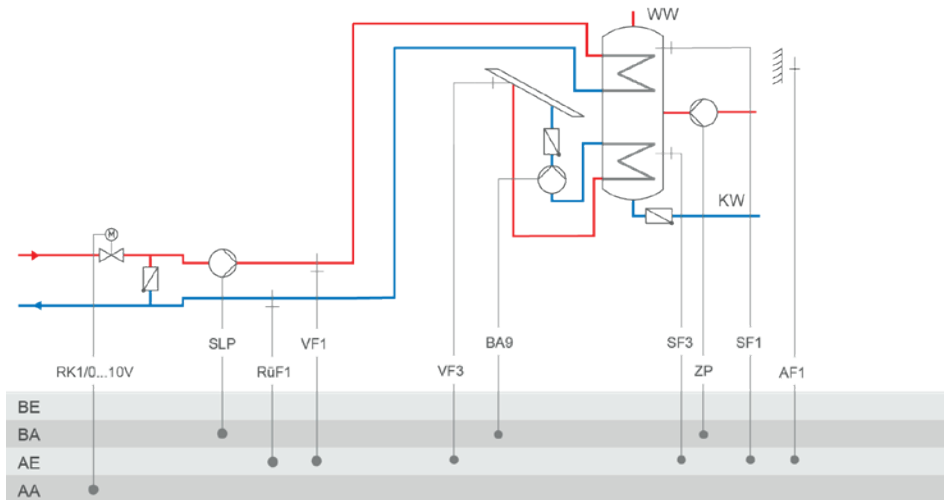 WW
KW
M
SLP
VF1
BA9
SF3
SF1
RK1/0...10V
RüF1
VF3
ZP
AF1
BE
BA
AE
AA